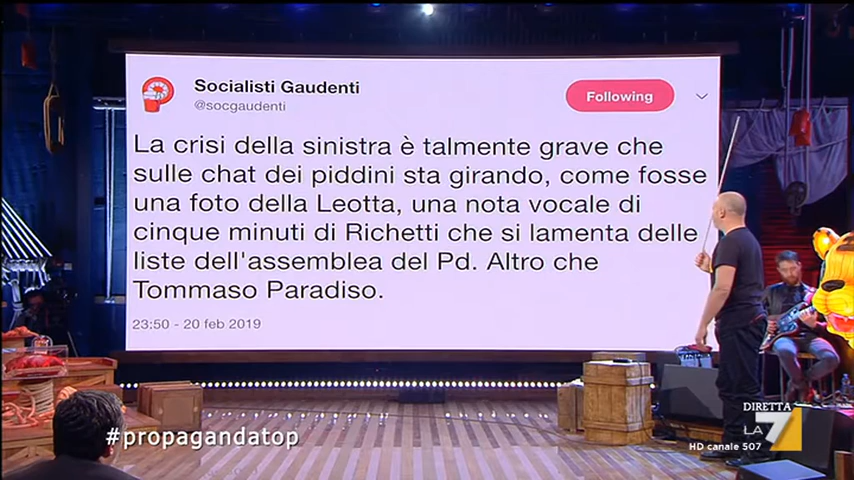 Socialisti Gaudenti
@socgaudenti
Following
La crisi della sinistra è talmente grave che
sulle chat dei piddini sta girando, come fosse
una foto della Leotta, una nota vocale di
cinque minuti di Richetti che si lamenta delle
liste dell'assemblea del Pd. Altro che
Tommaso Paradiso.
23:50 - 20 feb 2019
#propagandatop
DIRETTA
LA 7
HD canale 507